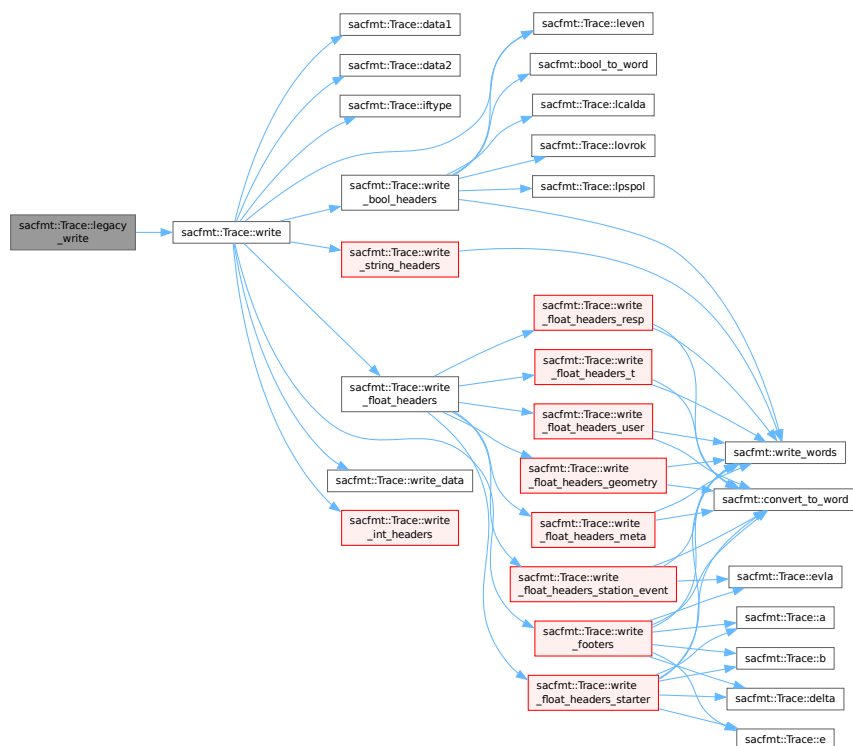 sacfmt::Trace::data1
sacfmt::Trace::data2
sacfmt::Trace::iftype
sacfmt::Trace::leven
sacfmt::bool_to_word
sacfmt::Trace::lcalda
sacfmt::Trace::lovrok
sacfmt::Trace::lpspol
sacfmt::Trace::legacy
_write
sacfmt::Trace::write
sacfmt::Trace::write
_bool_headers
sacfmt::Trace::write
_string_headers
sacfmt::Trace::write
_float_headers
sacfmt::Trace::write_data
sacfmt::Trace::write
_int_headers
sacfmt::Trace::write
_float_headers_resp
sacfmt::Trace::write
_float_headers_t
sacfmt::Trace::write
_float_headers_user
sacfmt::Trace::write
_float_headers_geometry
sacfmt::Trace::write
_float_headers_meta
sacfmt::Trace::write
_float_headers_station_event
sacfmt::Trace::write
_footers
sacfmt::Trace::write
_float_headers_starter
sacfmt::write_words
sacfmt::convert_to_word
sacfmt::Trace::evla
sacfmt::Trace::a
sacfmt::Trace::b
sacfmt::Trace::delta
sacfmt::Trace::e